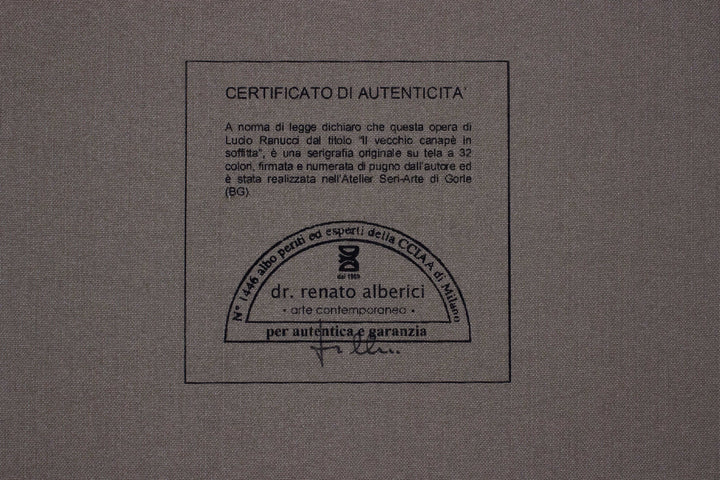 CERTIFICATO DI AUTENTICITA'
A norma di legge dichiaro che questa opera di
Lucio Ranucci dal titolo "Il vecchio canapè in
soffitta", è una serigrafia originale su tela a 32
colori, firmata e numerata di pugno dall'autore ed
è stata realizzata nell'Atelier Seri-Arte di Gorle
(BG).
N° 1446 albo periti ed esperti della CCIAA di Milano
dal 1969
dr. renato alberici
• arte contemporanea •
per autentica e garanzia